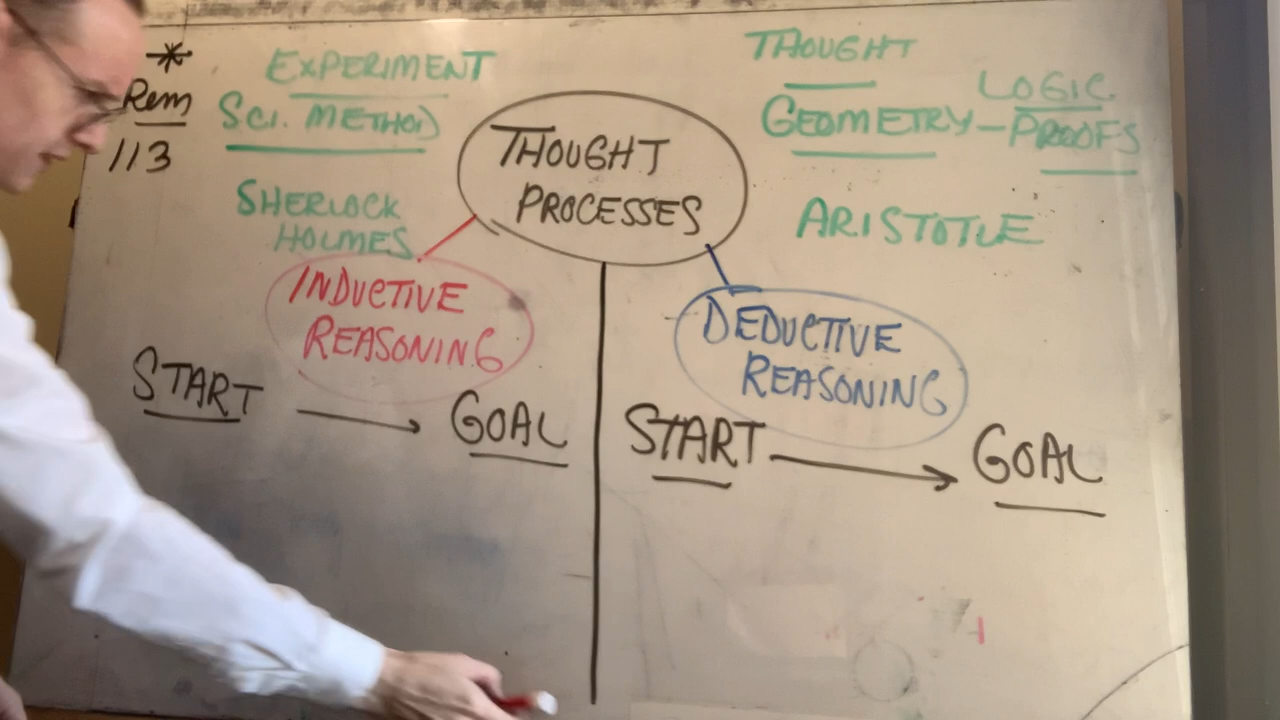 *
Rem
113
EXPERIMENT
SCI. METHOD
SHERLOCK
HOLMES
THOUGHT
PROCESSES
THOUGHT
GEOMETRY - LOGIC
PROOFS
ARISTOTLE
INDUCTIVE
REASONING
START → GOAL
DEDUCTIVE
REASONING
START → GOAL